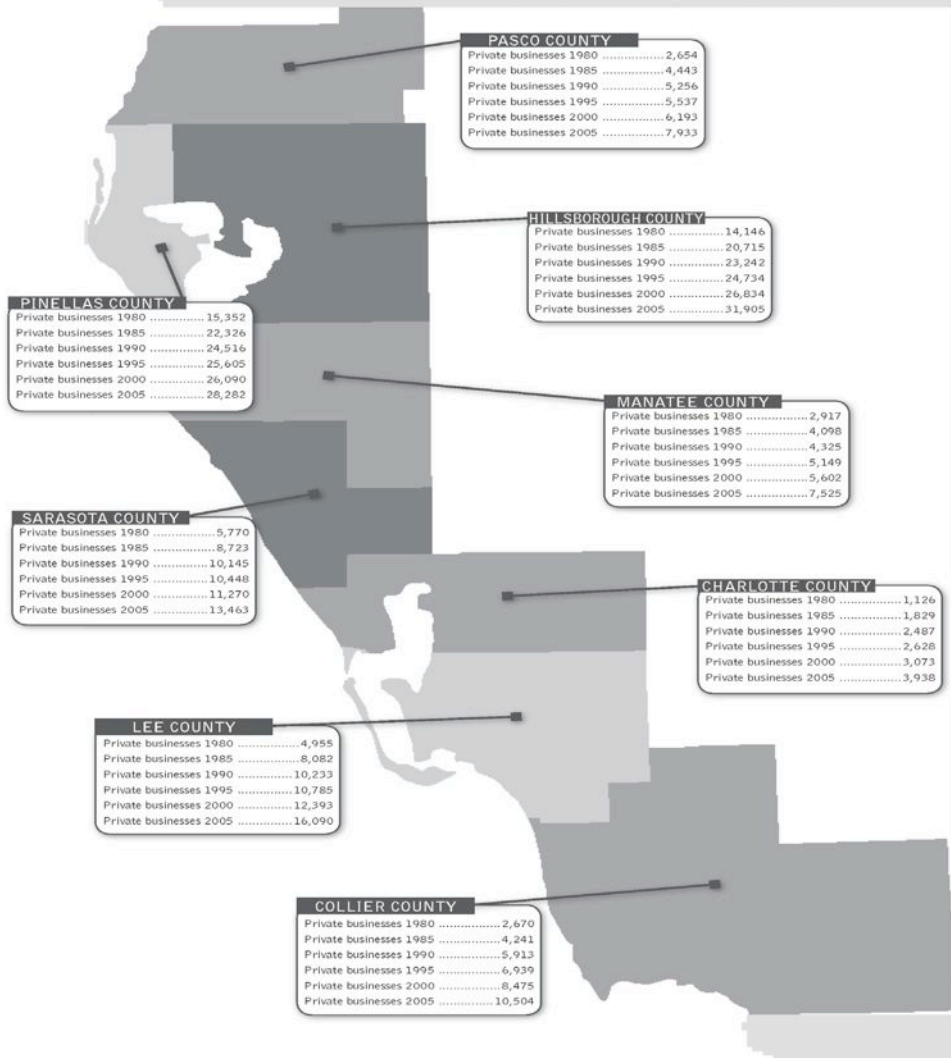 PASCO COUNTY
Private businesses 1980 ................2,654
Private businesses 1985 ................4,443
Private businesses 1990 ................5,256
Private businesses 1995 ................5,537
Private businesses 2000 ................6,193
Private businesses 2005 ................7,933
HILLSBOROUGH COUNTY
Private businesses 1980 ..............14,146
Private businesses 1985 ..............20,715
Private businesses 1990 ..............23,242
Private businesses 1995 ..............24,734
Private businesses 2000 ..............26,834
Private businesses 2005 ..............31,905
PINELLAS COUNTY
Private businesses 1980 ..............15,352
Private businesses 1985 ..............22,326
Private businesses 1990 ..............24,516
Private businesses 1995 ..............25,605
Private businesses 2000 ..............26,090
Private businesses 2005 ..............28,282
MANATEE COUNTY
Private businesses 1980 ................2,917
Private businesses 1985 ................4,098
Private businesses 1990 ................4,325
Private businesses 1995 ................5,149
Private businesses 2000 ................5,602
Private businesses 2005 ................7,525
SARASOTA COUNTY
Private businesses 1980 ................5,770
Private businesses 1985 ................8,723
Private businesses 1990 ..............10,145
Private businesses 1995 ..............10,448
Private businesses 2000 ..............11,270
Private businesses 2005 ..............13,463
CHARLOTTE COUNTY
Private businesses 1980 ................1,126
Private businesses 1985 ................1,829
Private businesses 1990 ................2,487
Private businesses 1995 ................2,628
Private businesses 2000 ................3,073
Private businesses 2005 ................3,938
LEE COUNTY
Private businesses 1980 ................4,955
Private businesses 1985 ................8,082
Private businesses 1990 ..............10,233
Private businesses 1995 ..............10,785
Private businesses 2000 ..............12,393
Private businesses 2005 ..............16,090
COLLIER COUNTY
Private businesses 1980 ................2,670
Private businesses 1985 ................4,241
Private businesses 1990 ................5,913
Private businesses 1995 ................6,939
Private businesses 2000 ................8,475
Private businesses 2005 ..............10,504